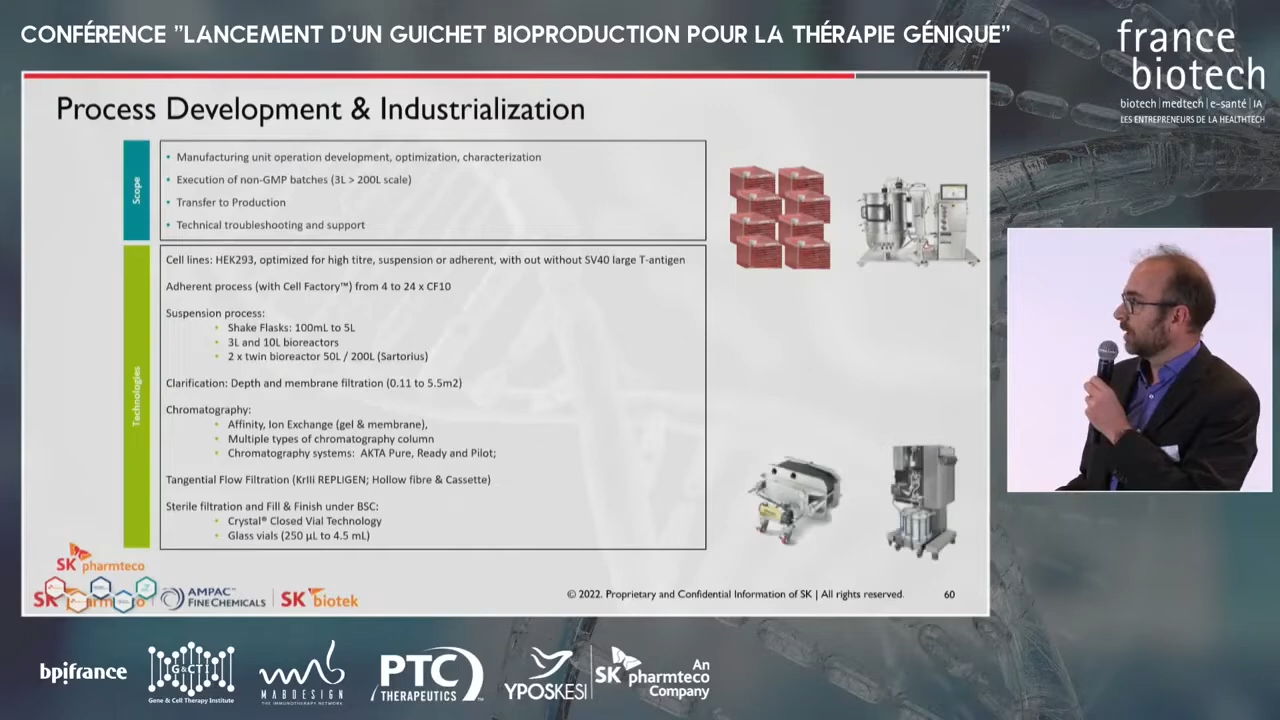 CONFÉRENCE "LANCEMENT D'UN GUICHET BIOPRODUCTION POUR LA THÉRAPIE GÉNIQUE"
france
biotech
biotech | medtech | e-santé | IA
LES ENTREPRENEURS DE LA HEALTHTECH
Process Development & Industrialization
Scope
• Manufacturing unit operation development, optimization, characterization
• Execution of non-GMP batches (3L > 200L scale)
• Transfer to Production
• Technical troubleshooting and support
Technologies
Cell lines: HEK293, optimized for high titre, suspension or adherent, with out without SV40 large T-antigen
Adherent process (with Cell Factory™) from 4 to 24 x CF10
Suspension process:
• Shake Flasks: 100mL to 5L
• 3L and 10L bioreactors
• 2 x twin bioreactor 50L / 200L (Sartorius)
Clarification: Depth and membrane filtration (0.11 to 5.5m2)
Chromatography:
• Affinity, Ion Exchange (gel & membrane),
• Multiple types of chromatography column
• Chromatography systems: AKTA Pure, Ready and Pilot;
Tangential Flow Filtration (KrIIi REPLIGEN; Hollow fibre & Cassette)
Sterile filtration and Fill & Finish under BSC:
• Crystal® Closed Vial Technology
• Glass vials (250 µL to 4.5 mL)
SK pharmteco
SK
AMPAC™
FINE CHEMICALS
SK biotek
© 2022. Proprietary and Confidential Information of SK | All rights reserved.
60
bpifrance
G&CTI
Gene & Cell Therapy Institute
MABDESIGN
THE IMMUNOTHERAPY NETWORK
PTC
THERAPEUTICS
YPOSKESI
SK pharmteco
An
Company